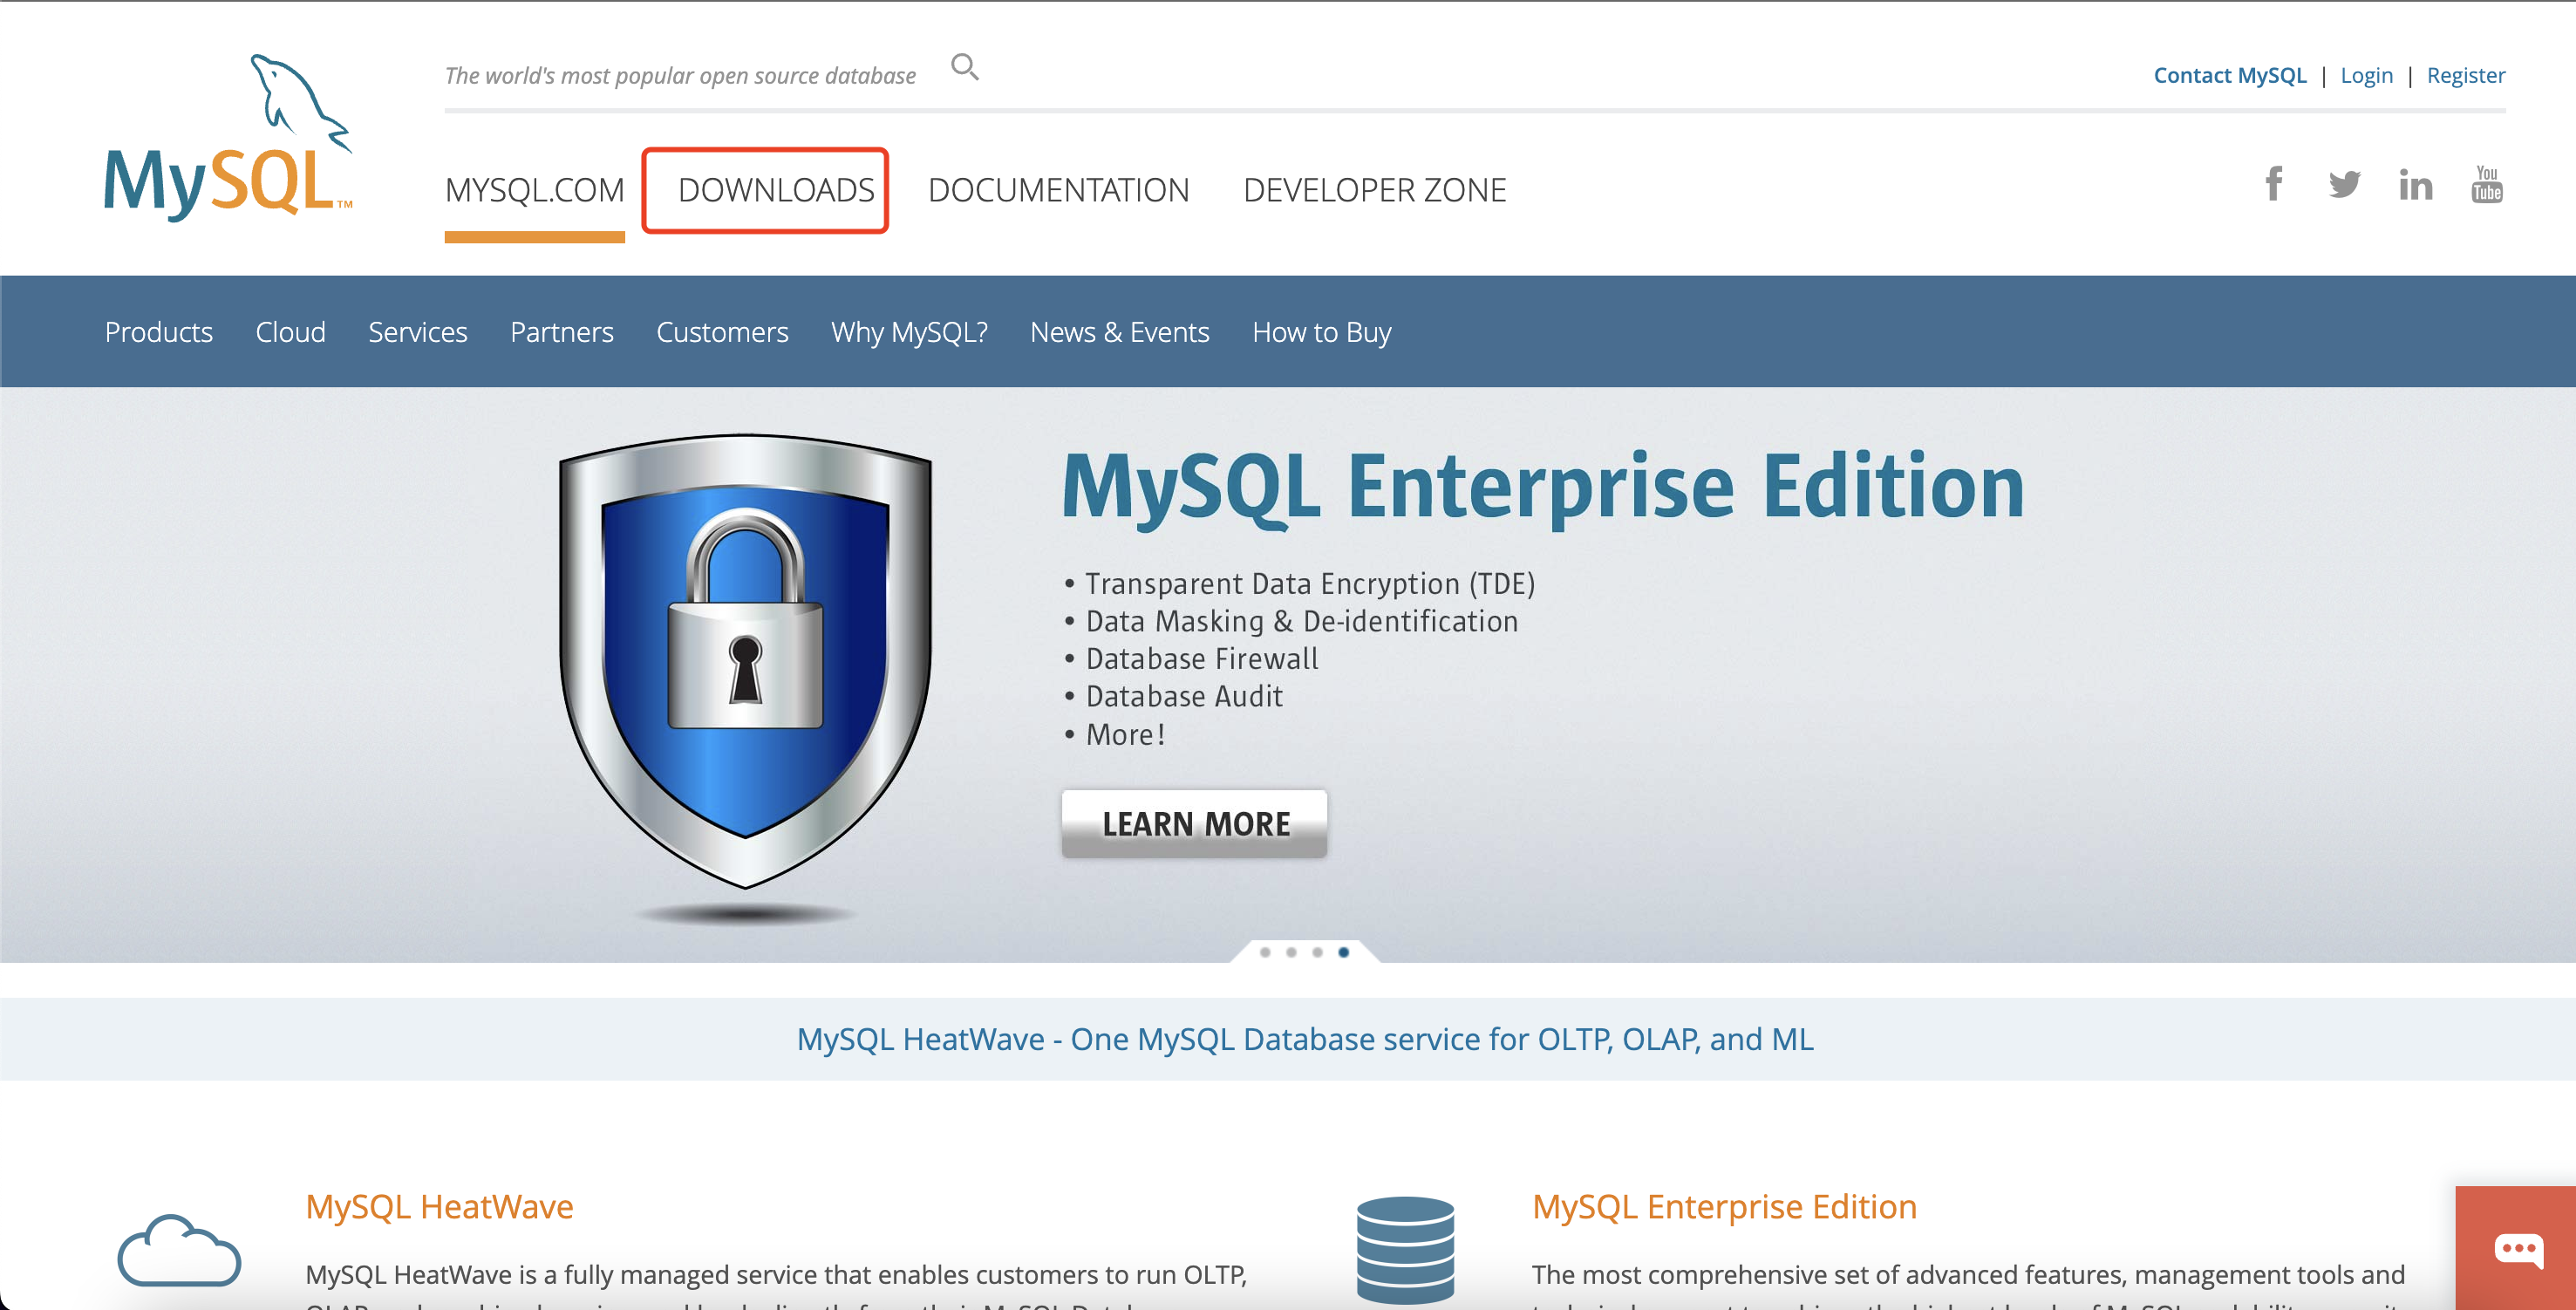 The world's most popular open source database
Contact MySQL | Login | Register
MySQL™
MYSQL.COM DOWNLOADS DOCUMENTATION DEVELOPER ZONE
You Tube
Products Cloud Services Partners Customers Why MySQL? News & Events How to Buy
MySQL Enterprise Edition
• Transparent Data Encryption (TDE)
• Data Masking & De-identification
• Database Firewall
• Database Audit
• More!
LEARN MORE
MySQL HeatWave - One MySQL Database service for OLTP, OLAP, and ML
MySQL HeatWave
MySQL HeatWave is a fully managed service that enables customers to run OLTP,
MySQL Enterprise Edition
The most comprehensive set of advanced features, management tools and